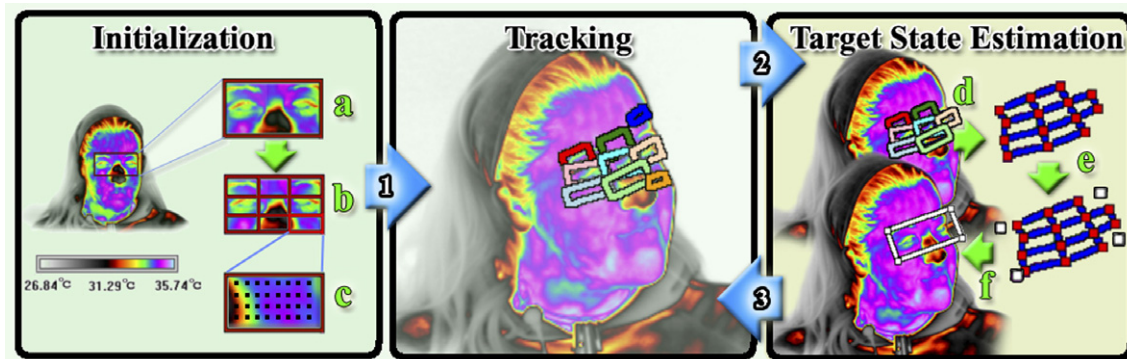 Initialization
a
b
c
26.84°C 31.29°C 35.74°C
1
Tracking
2
3
Target State Estimation
d
e
f